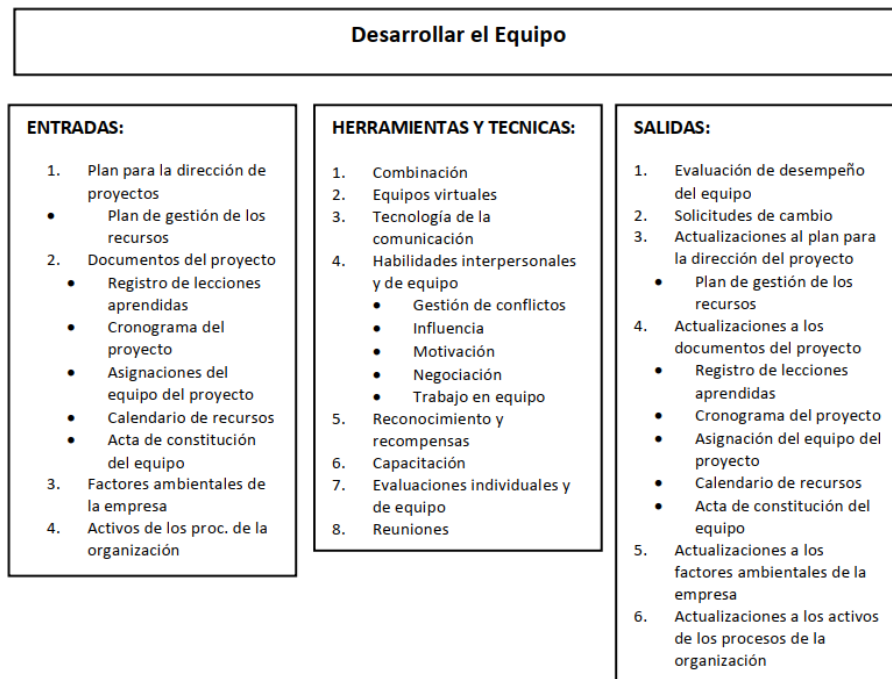 Desarrollar el Equipo
ENTRADAS:
1. Plan para la dirección de
proyectos
• Plan de gestión de los
recursos
2. Documentos del proyecto
• Registro de lecciones
aprendidas
• Cronograma del
proyecto
• Asignaciones del
equipo del proyecto
• Calendario de recursos
• Acta de constitución
del equipo
3. Factores ambientales de
la empresa
4. Activos de los proc. de la
organización
HERRAMIENTAS Y TECNICAS:
1. Combinación
2. Equipos virtuales
3. Tecnología de la
comunicación
4. Habilidades interpersonales
y de equipo
• Gestión de conflictos
• Influencia
• Motivación
• Negociación
• Trabajo en equipo
5. Reconocimiento y
recompensas
6. Capacitación
7. Evaluaciones individuales y
de equipo
8. Reuniones
SALIDAS:
1. Evaluación de desempeño
del equipo
2. Solicitudes de cambio
3. Actualizaciones al plan para
la dirección del proyecto
• Plan de gestión de los
recursos
4. Actualizaciones a los
documentos del proyecto
• Registro de lecciones
aprendidas
• Cronograma del proyecto
• Asignación del equipo del
proyecto
• Calendario de recursos
• Acta de constitución del
equipo
5. Actualizaciones a los
factores ambientales de la
empresa
6. Actualizaciones a los activos
de los procesos de la
organización